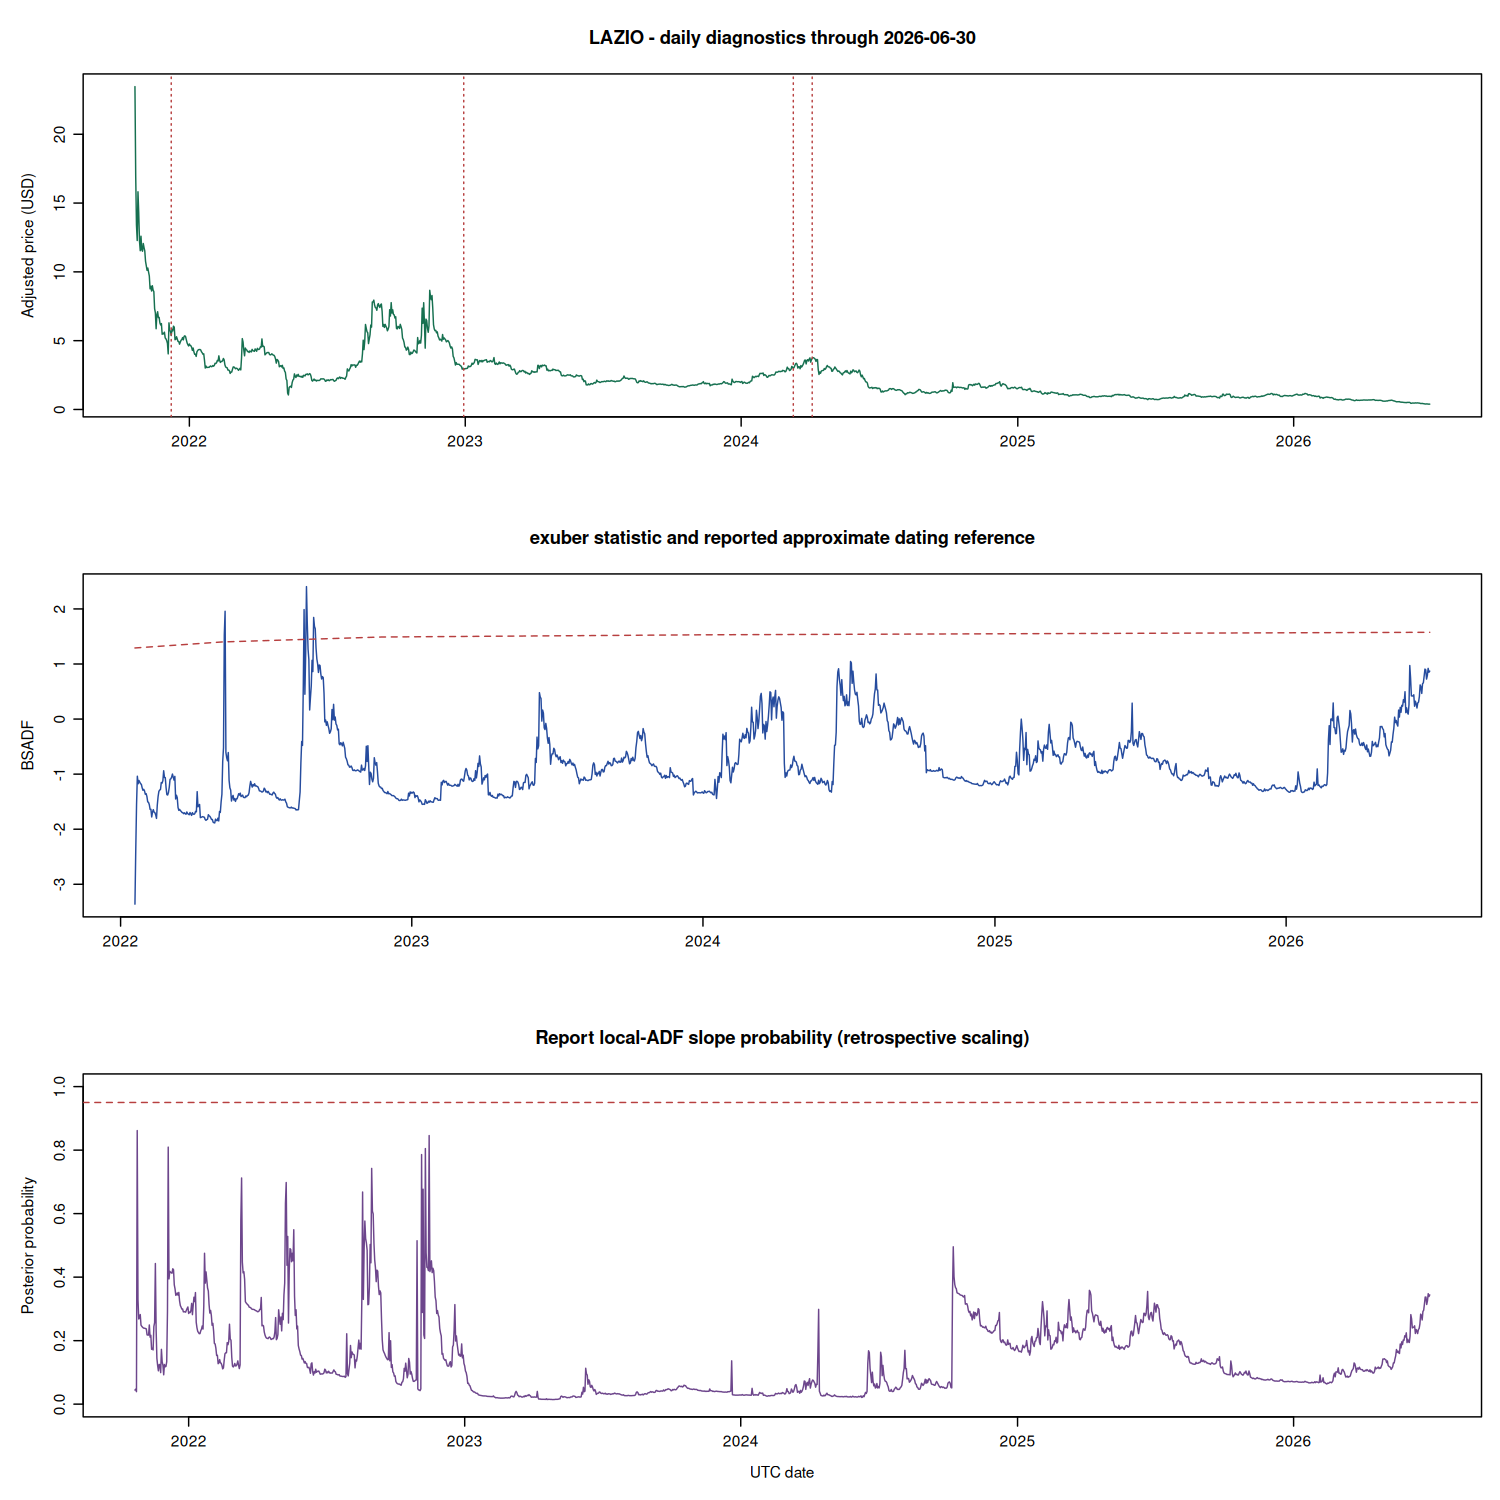 LAZIO - daily diagnostics through 2026-06-30
Adjusted price (USD)
20
15
10
5
0
2022 2023 2024 2025 2026
exuber statistic and reported approximate dating reference
BSADF
2
1
0
-1
-2
-3
2022 2023 2024 2025 2026
Report local-ADF slope probability (retrospective scaling)
Posterior probability
1.0
0.8
0.6
0.4
0.2
0.0
2022 2023 2024 2025 2026
UTC date